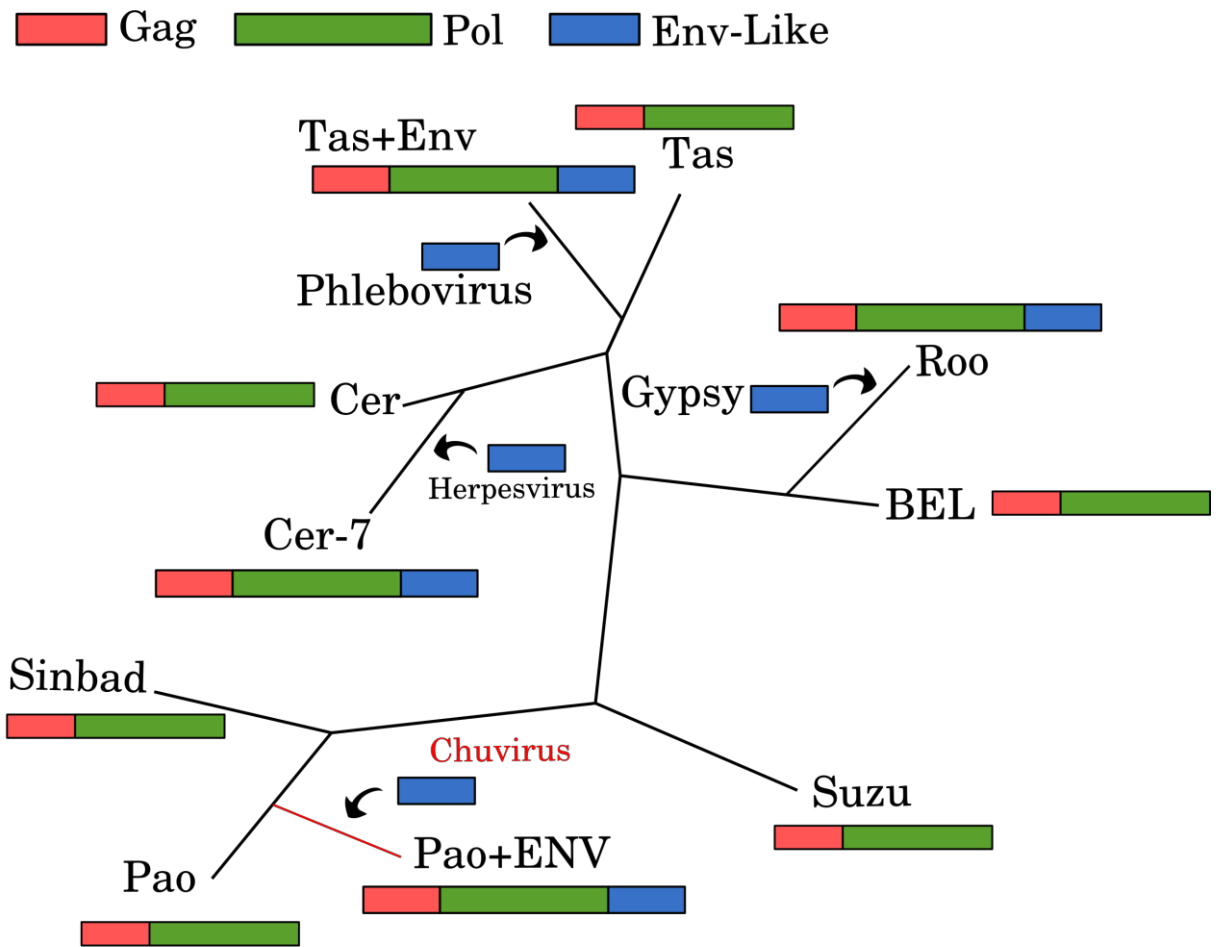 Gag Pol Env-Like
Tas+Env
Tas
Phlebovirus
Roo
Cer
Gypsy
Herpesvirus
BEL
Cer-7
Sinbad
Chuvirus
Suzu
Pao+ENV
Pao